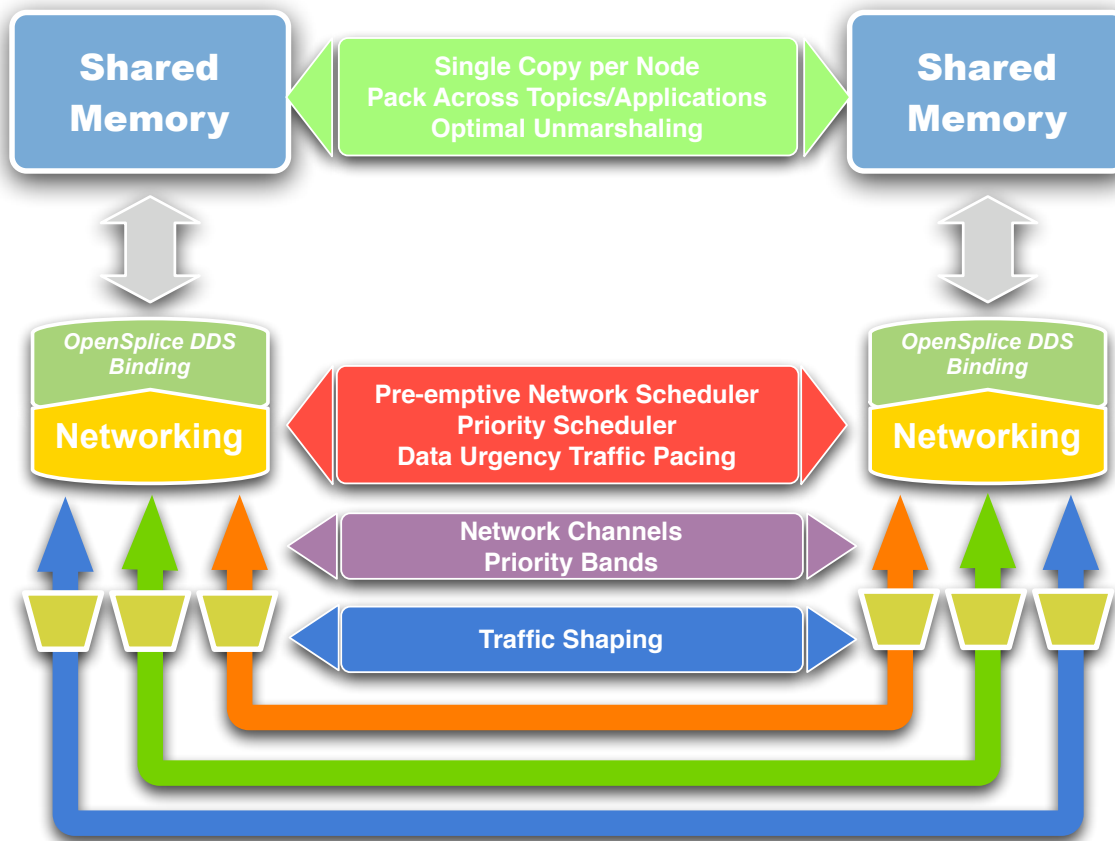 Shared
Memory
Single Copy per Node
Pack Across Topics/Applications
Optimal Unmarshaling
Shared
Memory
OpenSplice DDS
Binding
Networking
Pre-emptive Network Scheduler
Priority Scheduler
Data Urgency Traffic Pacing
OpenSplice DDS
Binding
Networking
Network Channels
Priority Bands
Traffic Shaping